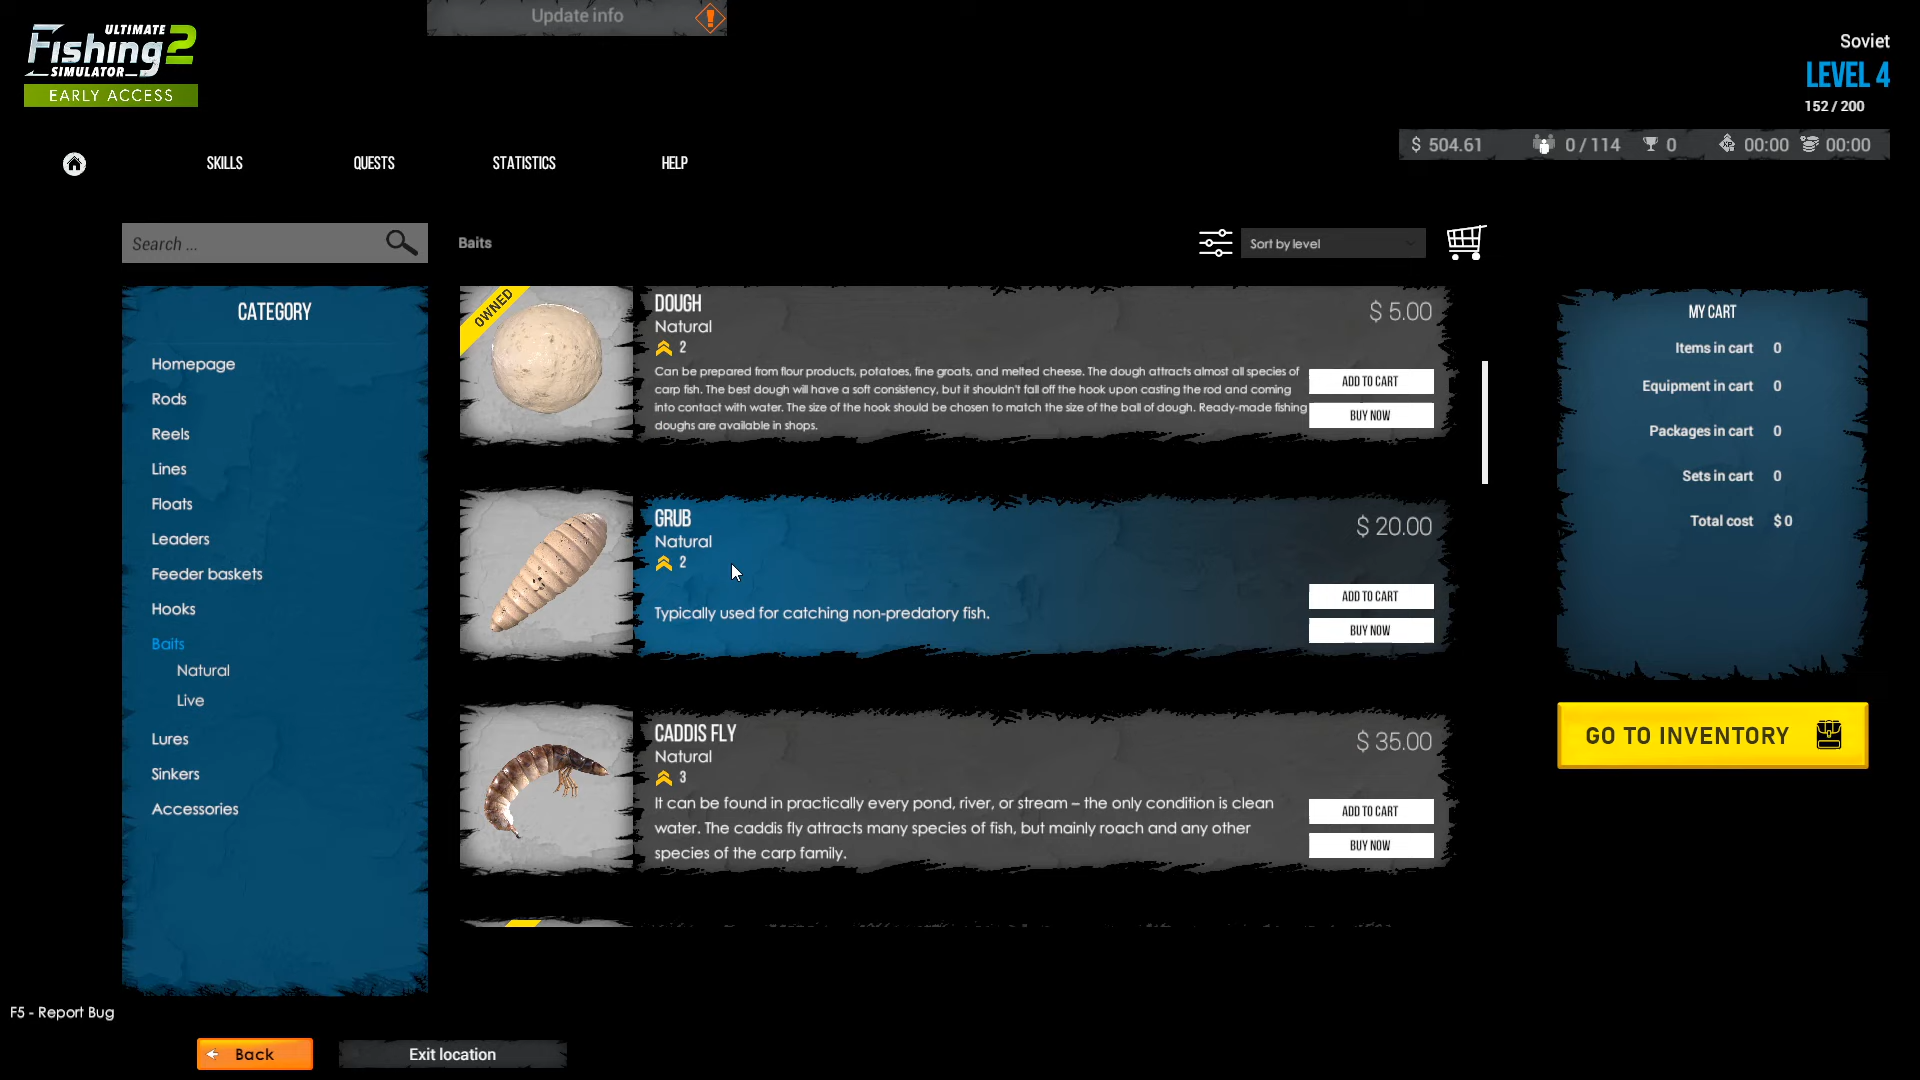 Update info
ULTIMATE
Fishing 2
SIMULATOR
EARLY ACCESS
Soviet
LEVEL 4
152 / 200
$ 504.61 0 / 114 0 XP 00:00 00:00
SKILLS QUESTS STATISTICS HELP
Search ...
Baits
Sort by level
CATEGORY
Homepage
Rods
Reels
Lines
Floats
Leaders
Feeder baskets
Hooks
Baits
Natural
Live
Lures
Sinkers
Accessories
OWNED
DOUGH
$ 5.00
Natural
2
Can be prepared from flour products, potatoes, fine groats, and melted cheese. The dough attracts almost all species of
carp fish. The best dough will have a soft consistency, but it shouldn't fall off the hook upon casting the rod and coming
into contact with water. The size of the hook should be chosen to match the size of the ball of dough. Ready-made fishing
doughs are available in shops.
ADD TO CART
BUY NOW
GRUB
$ 20.00
Natural
2
Typically used for catching non-predatory fish.
ADD TO CART
BUY NOW
CADDIS FLY
$ 35.00
Natural
3
It can be found in practically every pond, river, or stream – the only condition is clean
water. The caddis fly attracts many species of fish, but mainly roach and any other
species of the carp family.
ADD TO CART
BUY NOW
MY CART
Items in cart 0
Equipment in cart 0
Packages in cart 0
Sets in cart 0
Total cost $ 0
GO TO INVENTORY
F5 - Report Bug
Back
Exit location